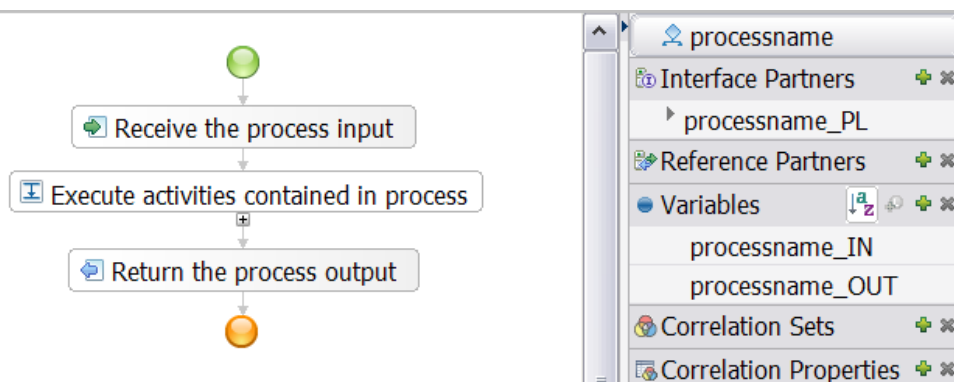 Receive the process input
Execute activities contained in process
Return the process output
processname
Interface Partners
processname_PL
Reference Partners
Variables
processname_IN
processname_OUT
Correlation Sets
Correlation Properties